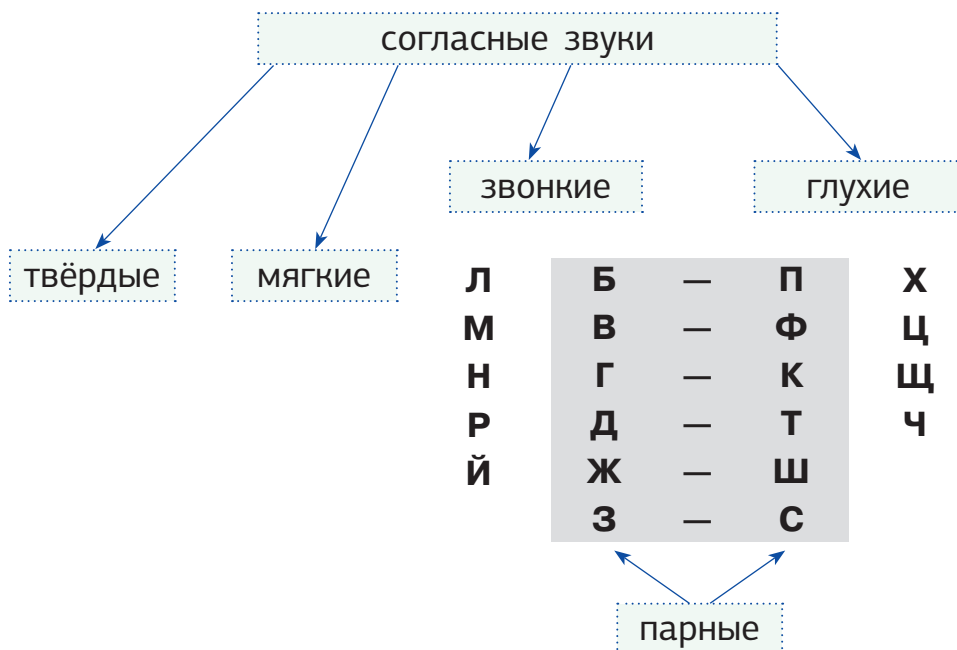 согласные звуки
звонкие глухие
твёрдые мягкие
Л Б — П Х
М В — Ф Ц
Н Г — К Щ
Р Д — Т Ч
Й Ж — Ш
З — С
парные